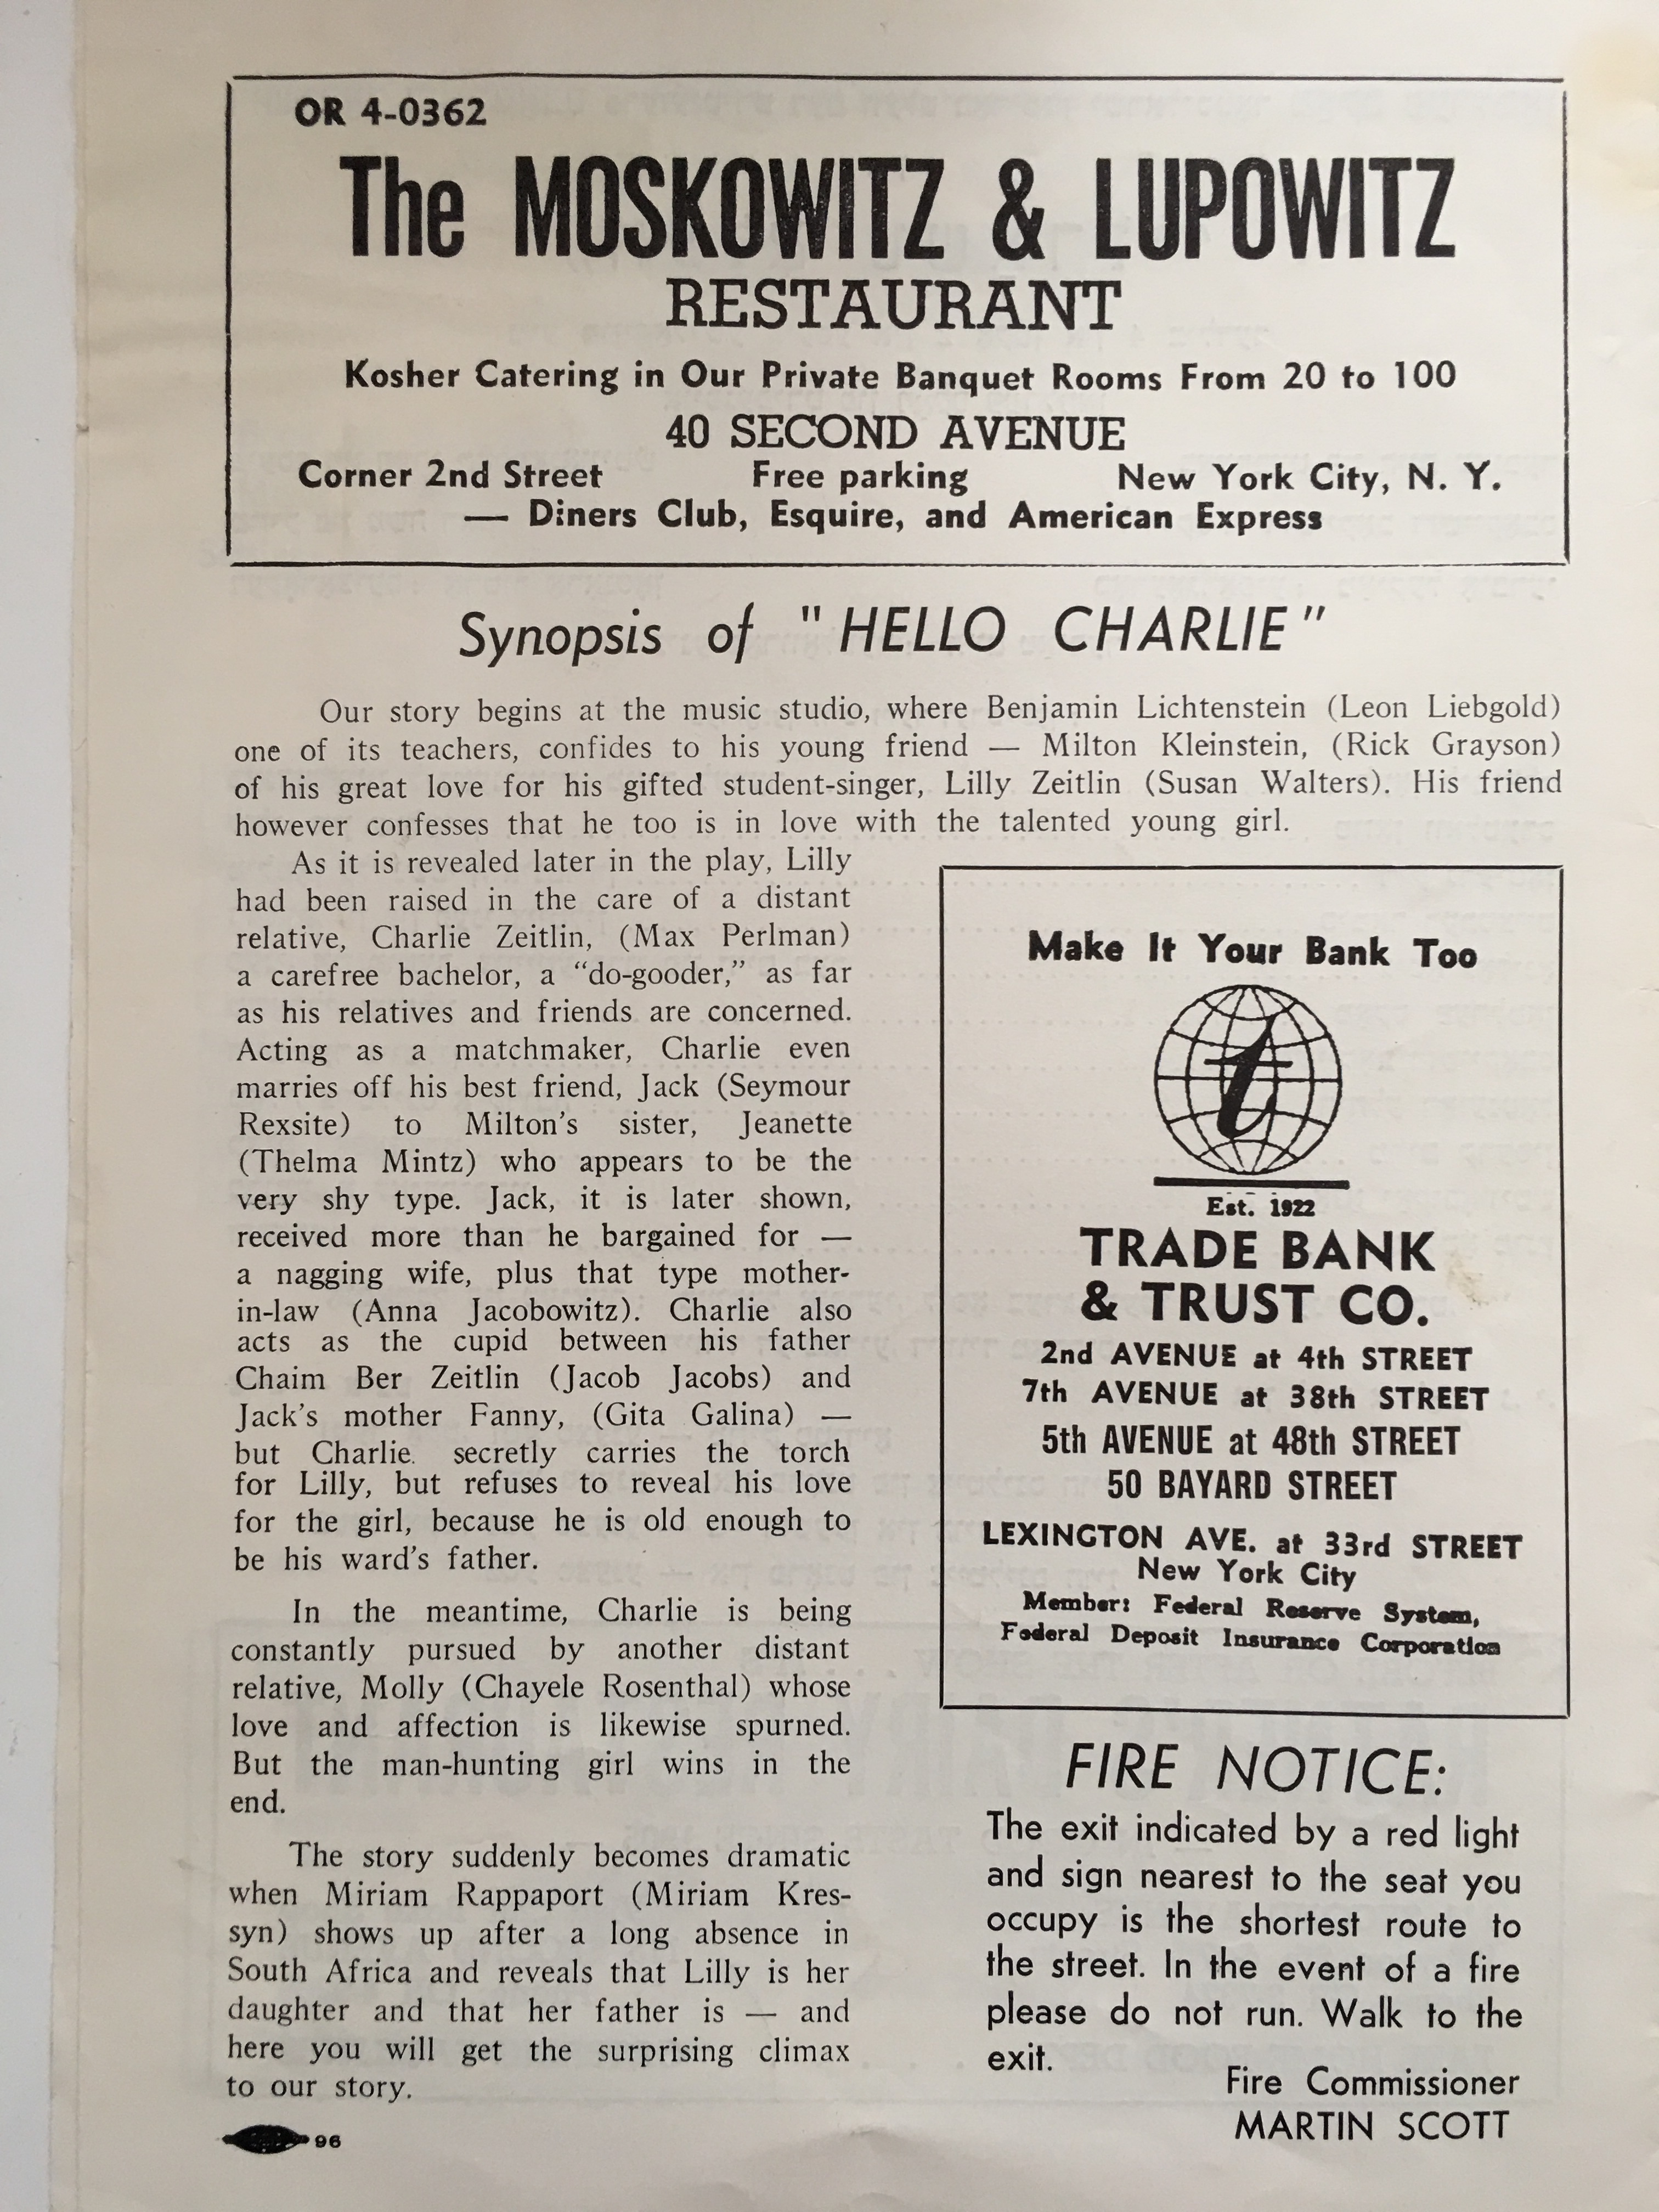 OR 4-0362
The MOSKOWITZ & LUPOWITZ
RESTAURANT
Kosher Catering in Our Private Banquet Rooms From 20 to 100
40 SECOND AVENUE
Corner 2nd Street Free parking New York City, N. Y.
— Diners Club, Esquire, and American Express
Synopsis of "HELLO CHARLIE"
Our story begins at the music studio, where Benjamin Lichtenstein (Leon Liebgold)
one of its teachers, confides to his young friend — Milton Kleinstein, (Rick Grayson)
of his great love for his gifted student-singer, Lilly Zeitlin (Susan Walters). His friend
however confesses that he too is in love with the talented young girl.
As it is revealed later in the play, Lilly
had been raised in the care of a distant
relative, Charlie Zeitlin, (Max Perlman)
a carefree bachelor, a “do-gooder,” as far
as his relatives and friends are concerned.
Acting as a matchmaker, Charlie even
marries off his best friend, Jack (Seymour
Rexsite) to Milton's sister, Jeanette
(Thelma Mintz) who appears to be the
very shy type. Jack, it is later shown,
received more than he bargained for —
a nagging wife, plus that type mother-
in-law (Anna Jacobowitz). Charlie also
acts as the cupid between his father
Chaim Ber Zeitlin (Jacob Jacobs) and
Jack's mother Fanny, (Gita Galina) —
but Charlie. secretly carries the torch
for Lilly, but refuses to reveal his love
for the girl, because he is old enough to
be his ward's father.
In the meantime, Charlie is being
constantly pursued by another distant
relative, Molly (Chayele Rosenthal) whose
love and affection is likewise spurned.
But the man-hunting girl wins in the
end.
The story suddenly becomes dramatic
when Miriam Rappaport (Miriam Kres-
syn) shows up after a long absence in
South Africa and reveals that Lilly is her
daughter and that her father is — and
here you will get the surprising climax
to our story.
96
Make It Your Bank Too
t
Est. 1922
TRADE BANK
& TRUST CO.
2nd AVENUE at 4th STREET
7th AVENUE at 38th STREET
5th AVENUE at 48th STREET
50 BAYARD STREET
LEXINGTON AVE. at 33rd STREET
New York City
Member: Federal Reserve System,
Federal Deposit Insurance Corporation
FIRE NOTICE:
The exit indicated by a red light
and sign nearest to the seat you
occupy is the shortest route to
the street. In the event of a fire
please do not run. Walk to the
exit.
Fire Commissioner
MARTIN SCOTT